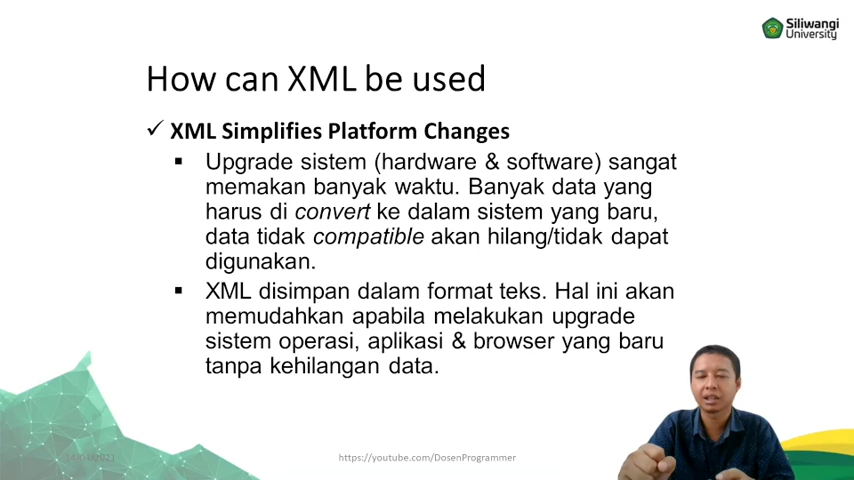 Siliwangi
University
How can XML be used
✓ XML Simplifies Platform Changes
▪ Upgrade sistem (hardware & software) sangat
memakan banyak waktu. Banyak data yang
harus di convert ke dalam sistem yang baru,
data tidak compatible akan hilang/tidak dapat
digunakan.
▪ XML disimpan dalam format teks. Hal ini akan
memudahkan apabila melakukan upgrade
sistem operasi, aplikasi & browser yang baru
tanpa kehilangan data.
https://youtube.com/DosenProgrammer